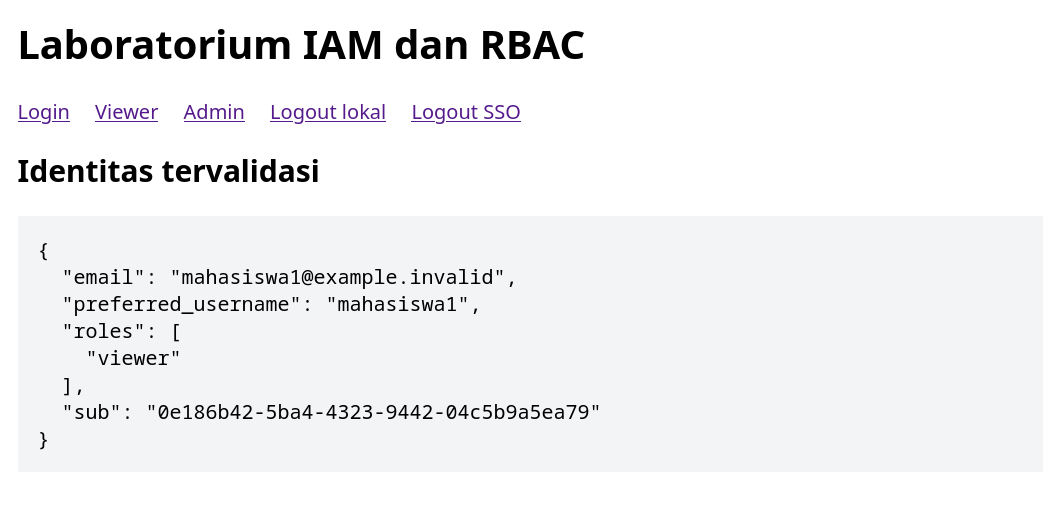 Laboratorium IAM dan RBAC
Login Viewer Admin Logout lokal Logout SSO
Identitas tervalidasi
{
  "email": "mahasiswa1@example.invalid",
  "preferred_username": "mahasiswa1",
  "roles": [
    "viewer"
  ],
  "sub": "0e186b42-5ba4-4323-9442-04c5b9a5ea79"
}